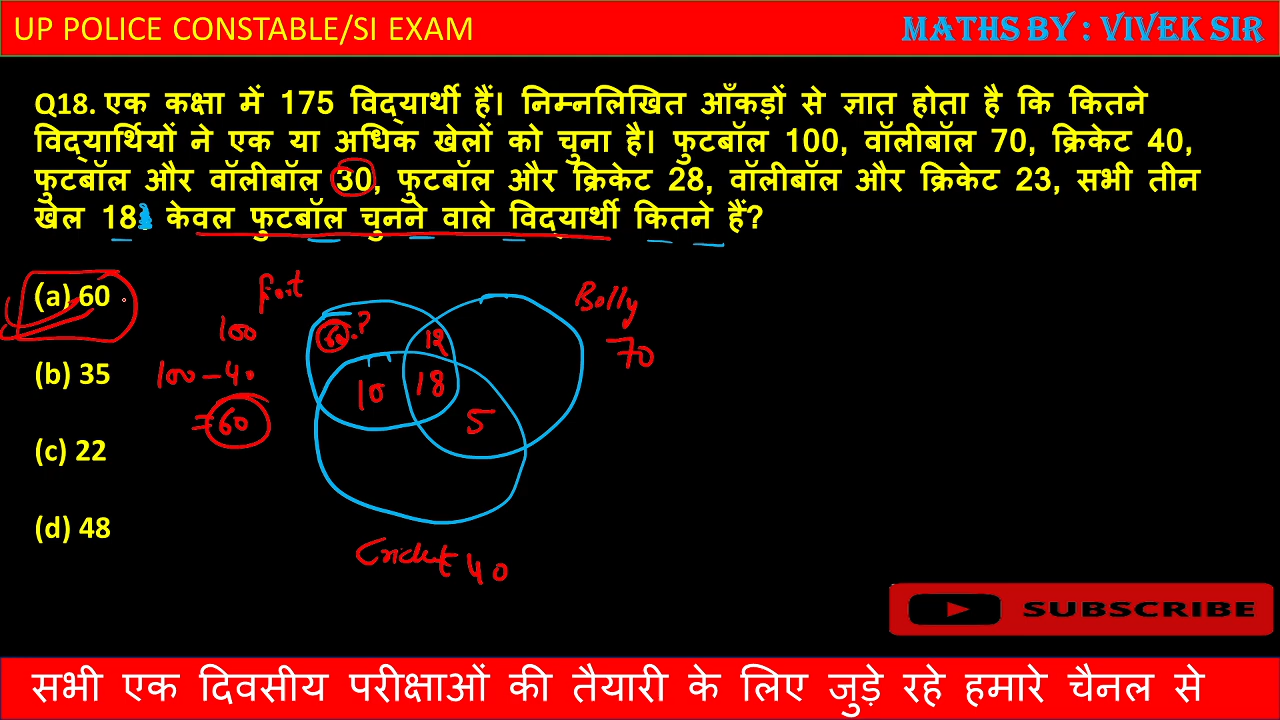 UP POLICE CONSTABLE/SI EXAM
MATHS BY : VIVEK SIR
Q18. एक कक्षा में 175 विद्यार्थी हैं। निम्नलिखित आँकड़ों से ज्ञात होता है कि कितने
विद्यार्थियों ने एक या अधिक खेलों को चुना है। फुटबॉल 100, वॉलीबॉल 70, क्रिकेट 40,
फुटबॉल और वॉलीबॉल 30, फुटबॉल और क्रिकेट 28, वॉलीबॉल और क्रिकेट 23, सभी तीन
खेल 18 केवल फुटबॉल चुनने वाले विद्यार्थी कितने हैं?
(a) 60
(b) 35
(c) 22
(d) 48
100
100 - 40
= 60
60 ?
12
10
18
5
Bolly
70
Cricket 40
SUBSCRIBE
सभी एक दिवसीय परीक्षाओं की तैयारी के लिए जुड़े रहे हमारे चैनल से